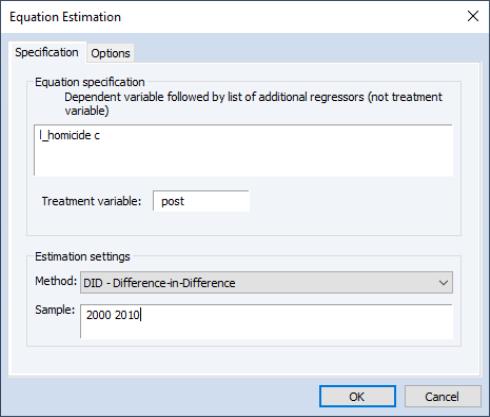 Equation Estimation
Specification
Options
Equation specification
Dependent variable followed by list of additional regressors (not treatment
variable)
l_homicide c
Treatment variable: post
Estimation settings
Method: DID - Difference-in-Difference
Sample: 2000 2010
OK
Cancel